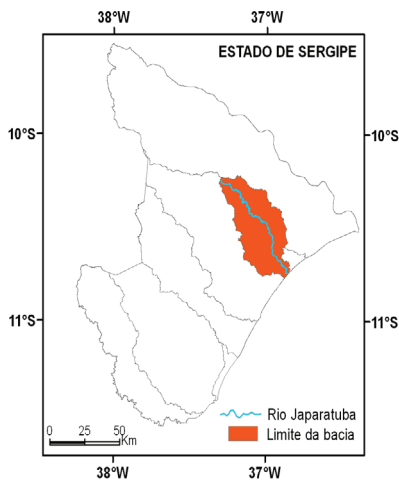 38°W 37°W
ESTADO DE SERGIPE
10°S 10°S
11°S 11°S
Rio Japaratuba
Limite da bacia
0 25 50
Km
38°W 37°W